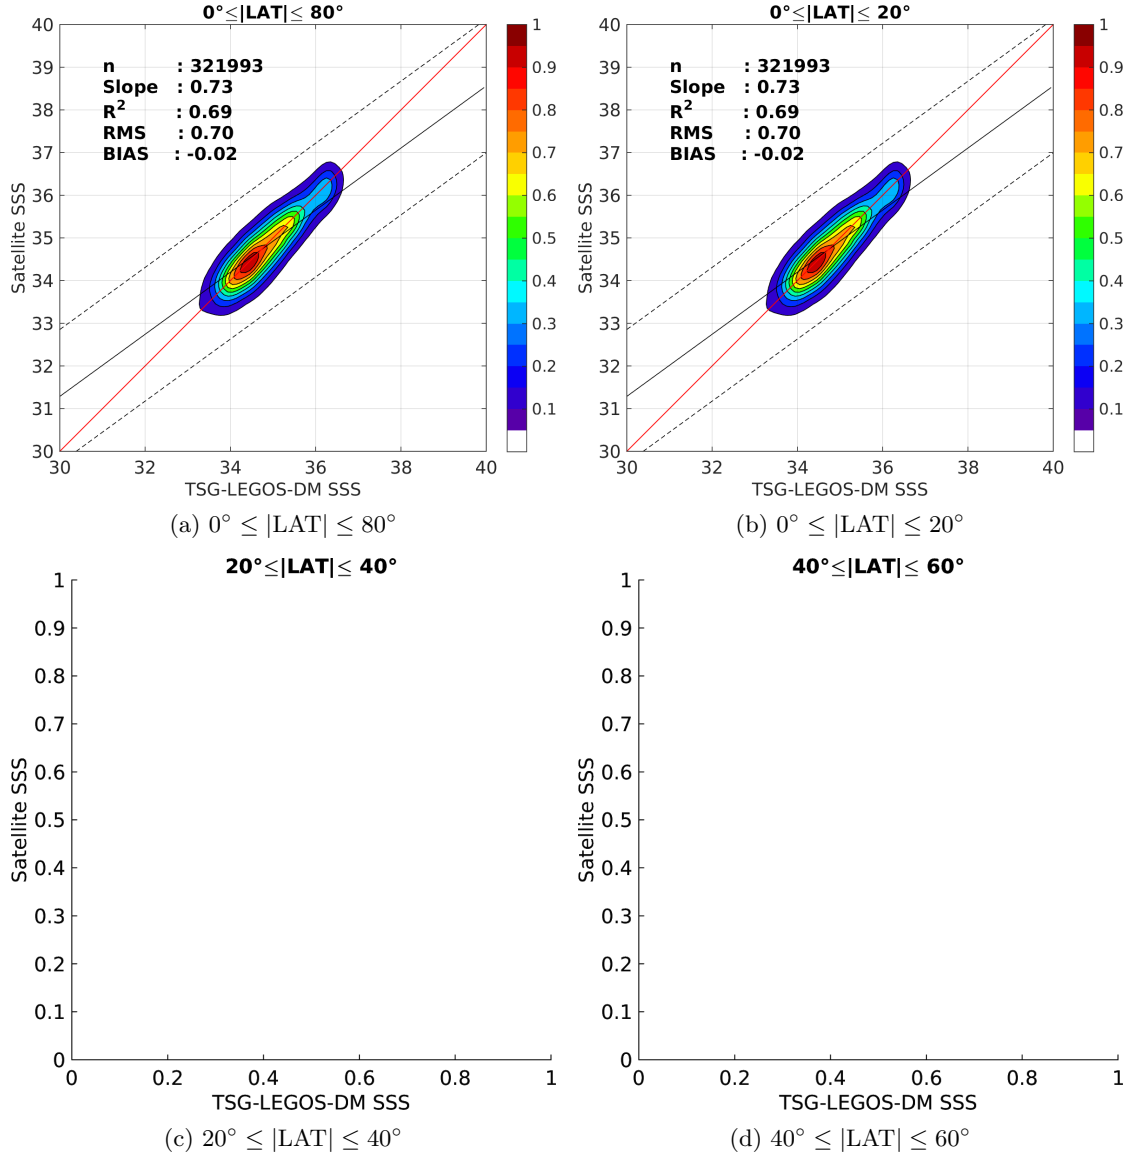 0°≤|LAT|≤ 80°
40
39
38
37
36
35
34
33
32
31
30
Satellite SSS
n : 321993
Slope : 0.73
R² : 0.69
RMS : 0.70
BIAS : -0.02
30 32 34 36 38 40
TSG-LEGOS-DM SSS
1
0.9
0.8
0.7
0.6
0.5
0.4
0.3
0.2
0.1
(a) 0° ≤ |LAT| ≤ 80°
0°≤|LAT|≤ 20°
40
39
38
37
36
35
34
33
32
31
30
Satellite SSS
n : 321993
Slope : 0.73
R² : 0.69
RMS : 0.70
BIAS : -0.02
30 32 34 36 38 40
TSG-LEGOS-DM SSS
1
0.9
0.8
0.7
0.6
0.5
0.4
0.3
0.2
0.1
(b) 0° ≤ |LAT| ≤ 20°
20°≤|LAT|≤ 40°
1
0.9
0.8
0.7
0.6
0.5
0.4
0.3
0.2
0.1
0
Satellite SSS
0 0.2 0.4 0.6 0.8 1
TSG-LEGOS-DM SSS
(c) 20° ≤ |LAT| ≤ 40°
40°≤|LAT|≤ 60°
1
0.9
0.8
0.7
0.6
0.5
0.4
0.3
0.2
0.1
0
Satellite SSS
0 0.2 0.4 0.6 0.8 1
TSG-LEGOS-DM SSS
(d) 40° ≤ |LAT| ≤ 60°